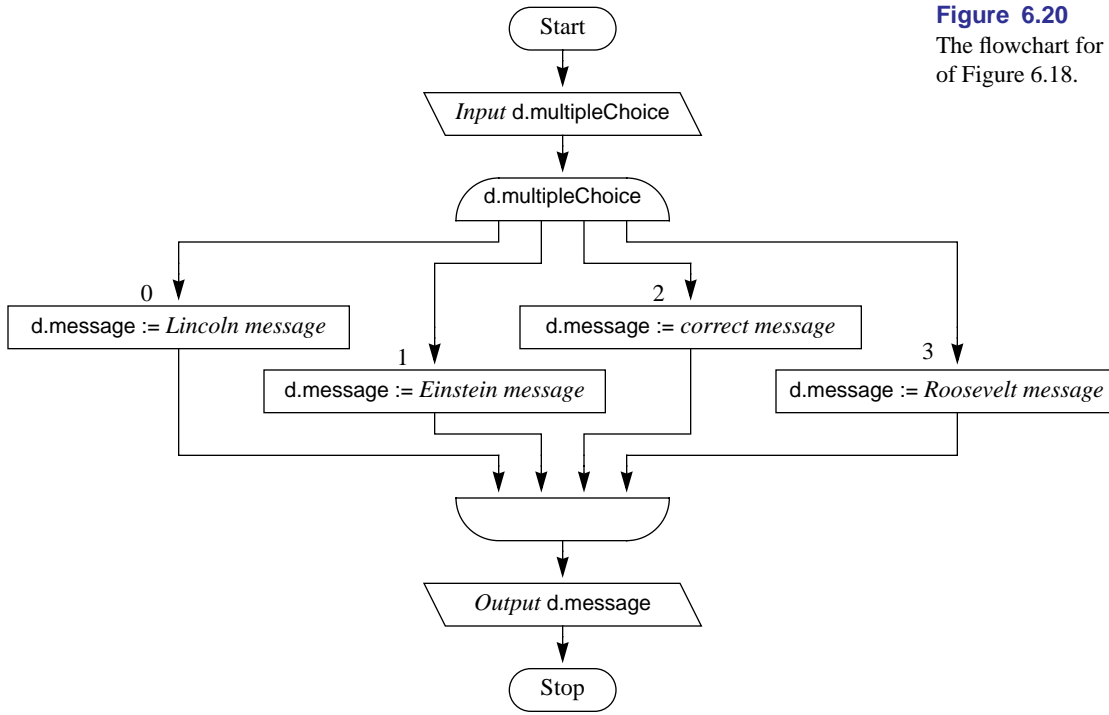 Figure 6.20
The flowchart for
of Figure 6.18.
Start
Input d.multipleChoice
d.multipleChoice
0
d.message := Lincoln message
1
d.message := Einstein message
2
d.message := correct message
3
d.message := Roosevelt message
Output d.message
Stop